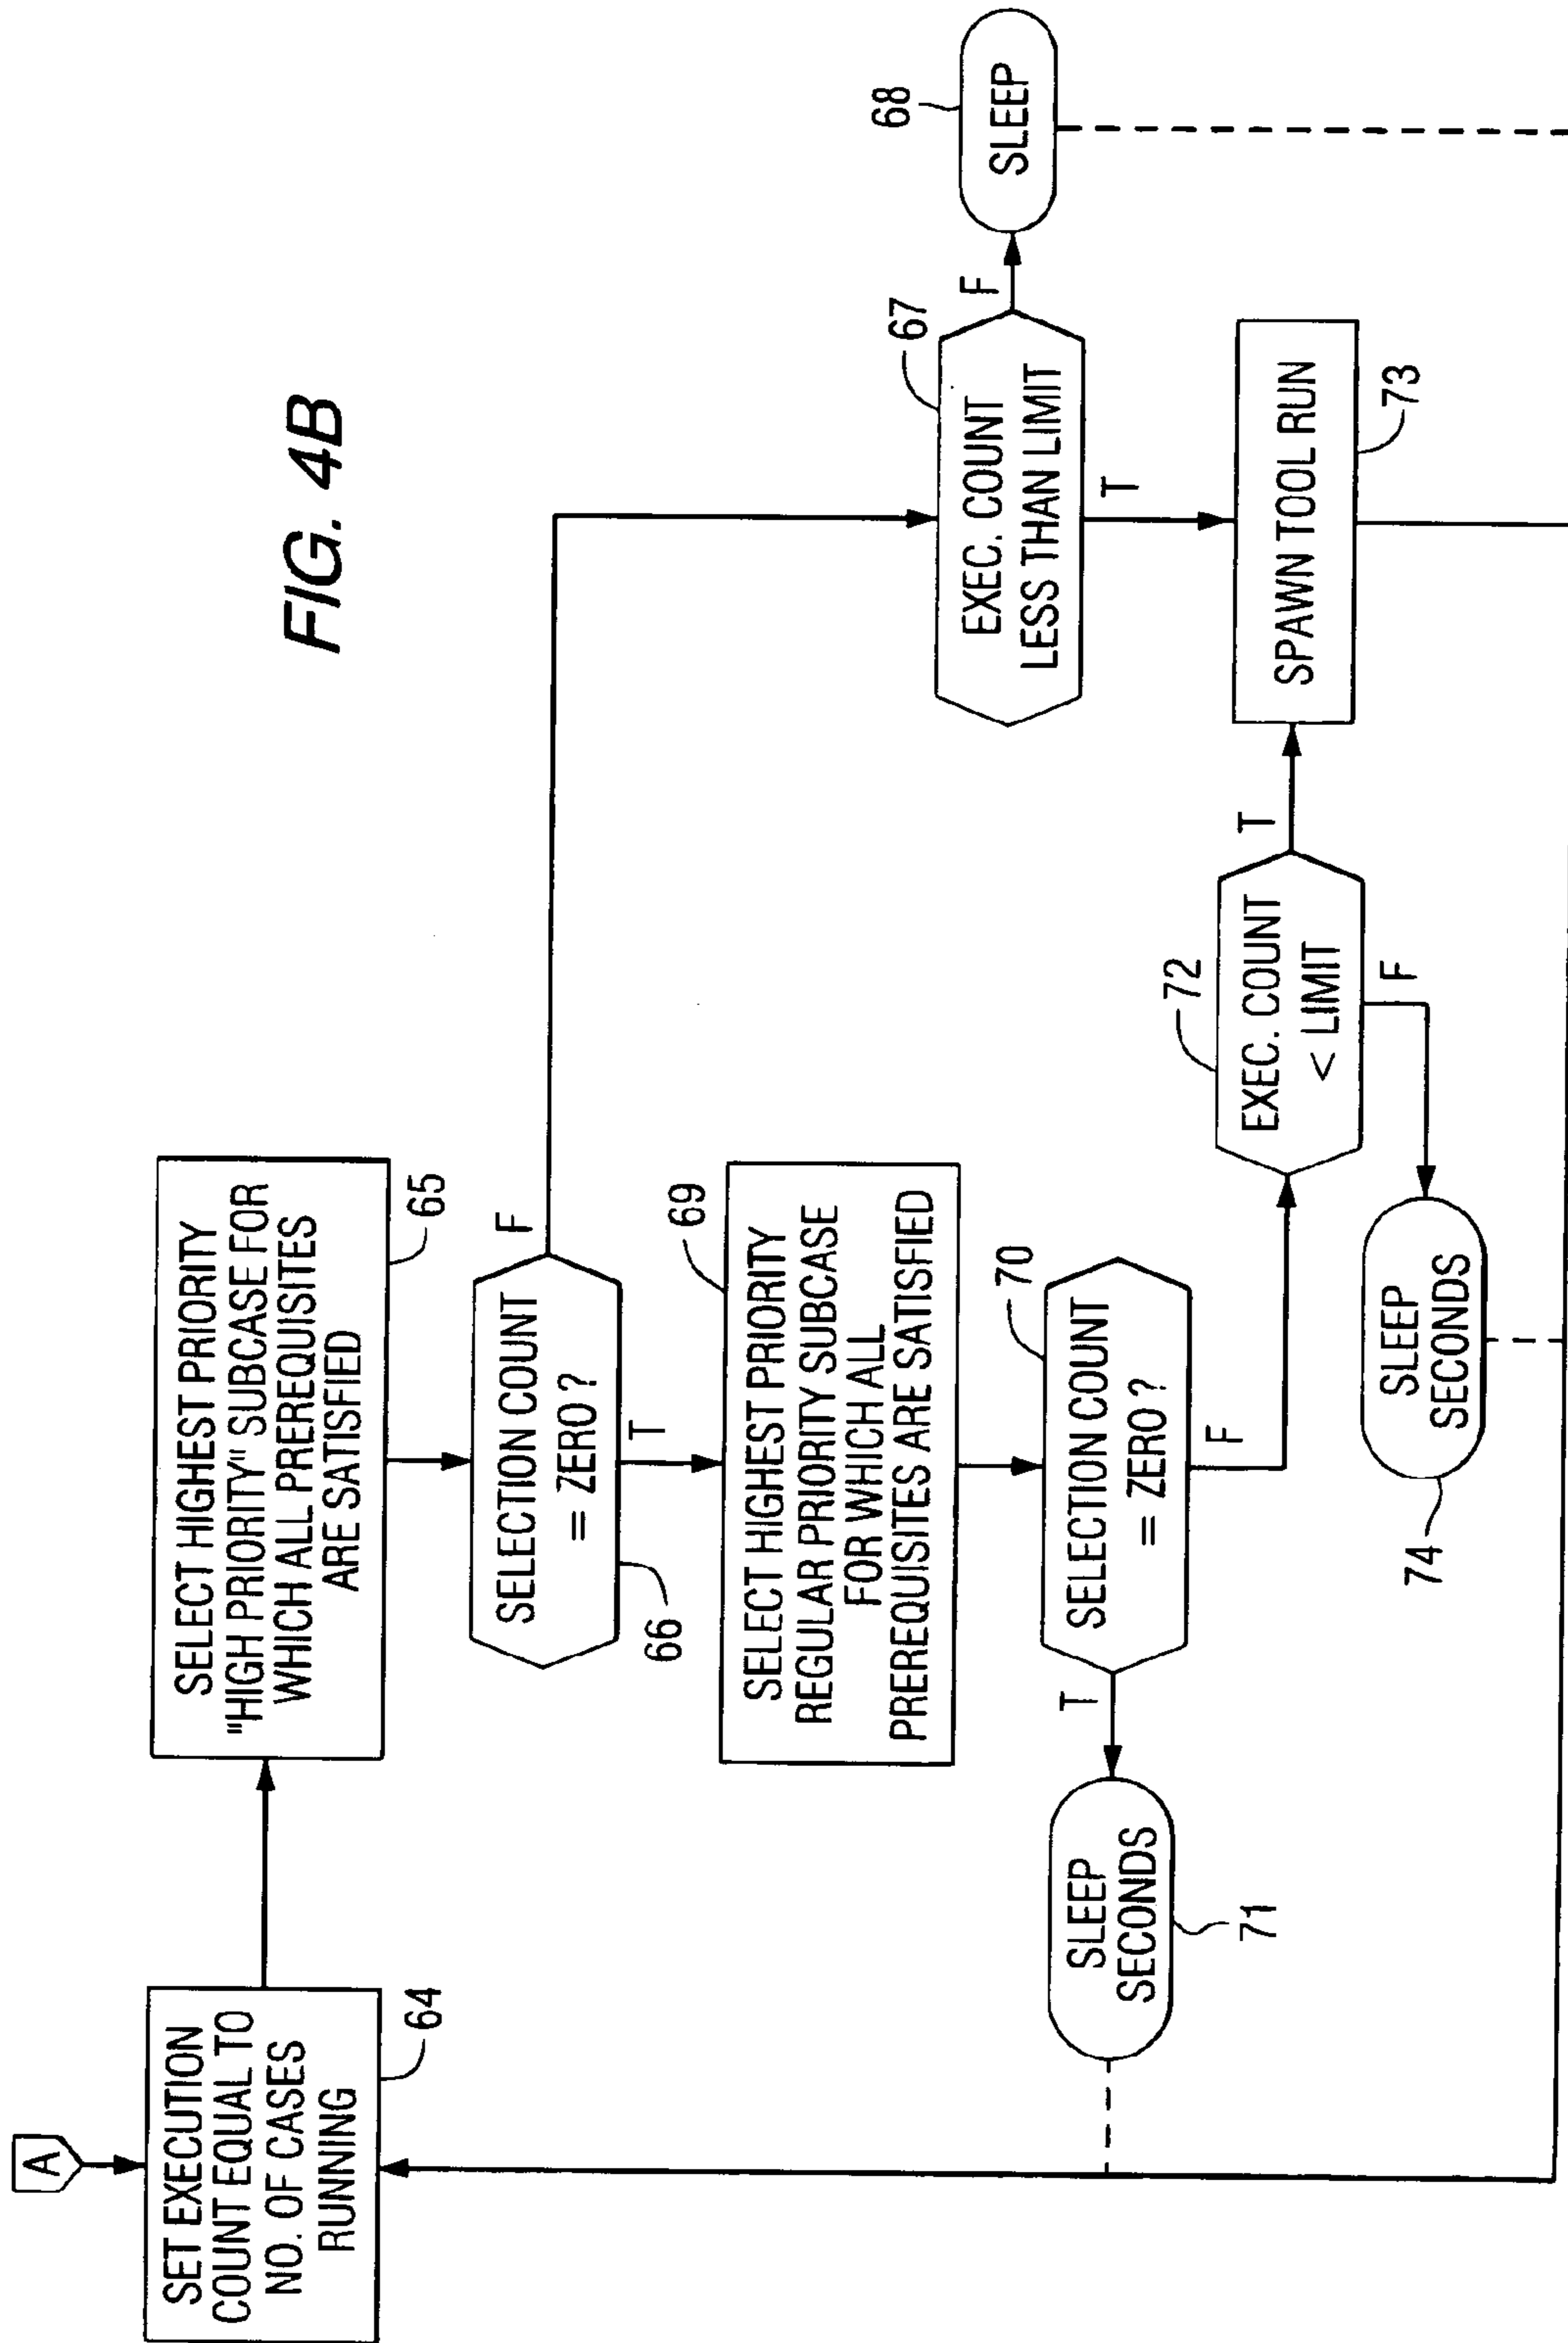 FIG. 4B
A
SET EXECUTION
COUNT EQUAL TO
NO. OF CASES
RUNNING
64
SELECT HIGHEST PRIORITY
"HIGH PRIORITY" SUBCASE FOR
WHICH ALL PREREQUISITES
ARE SATISFIED
65
SELECTION COUNT
= ZERO ?
66
F
T
EXEC. COUNT
LESS THAN LIMIT
67
F
T
SLEEP
68
SELECT HIGHEST PRIORITY
REGULAR PRIORITY SUBCASE
FOR WHICH ALL
PREREQUISITES ARE SATISFIED
69
SELECTION COUNT
= ZERO ?
70
T
F
SLEEP
SECONDS
71
EXEC. COUNT
< LIMIT
72
T
F
SPAWN TOOL RUN
73
SLEEP
SECONDS
74